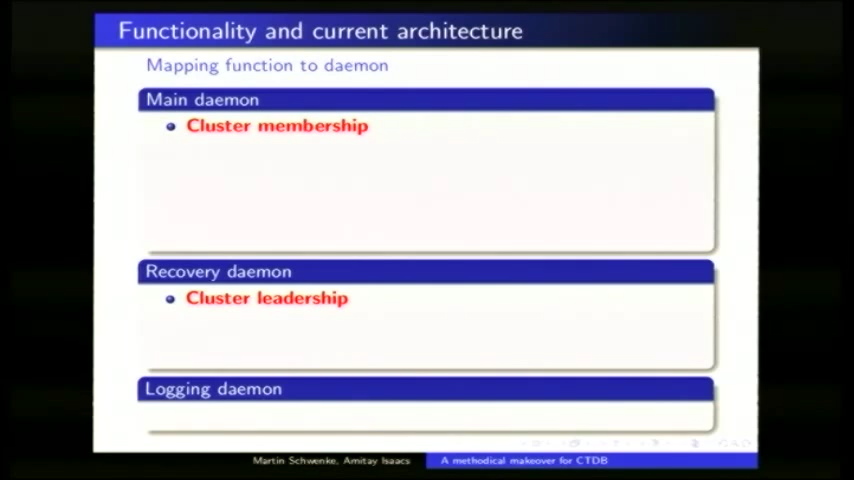 Functionality and current architecture
Mapping function to daemon
Main daemon
Cluster membership
Recovery daemon
Cluster leadership
Logging daemon
Martin Schwenke, Amitay Isaacs
A methodical makeover for CTDB